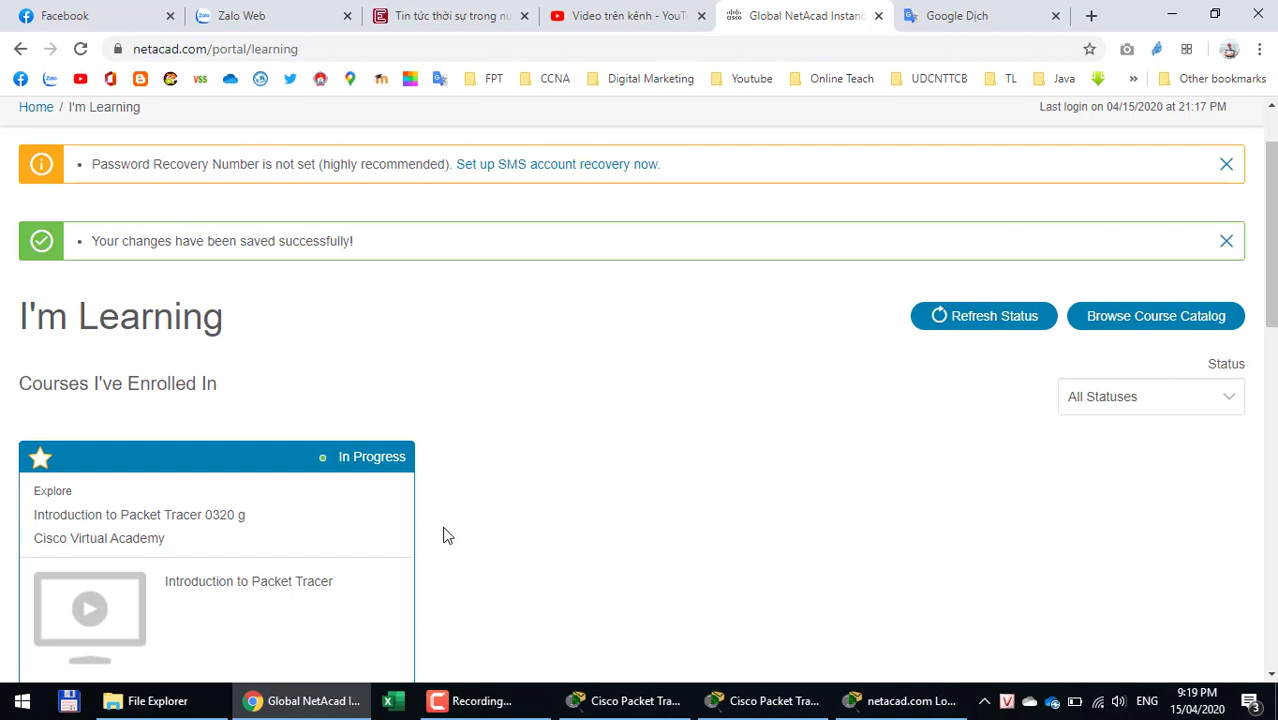 Facebook
Zalo Web
Tin tức thời sự trong nư
Video trên kênh - YouT
Global NetAcad Instanc
Google Dịch
netacad.com/portal/learning
VSS
FPT
CCNA
Digital Marketing
Youtube
Online Teach
UDCNTTCB
TL
Java
»
Other bookmarks
Home / I'm Learning
Last login on 04/15/2020 at 21:17 PM
Password Recovery Number is not set (highly recommended). Set up SMS account recovery now.
Your changes have been saved successfully!
I'm Learning
Refresh Status
Browse Course Catalog
Status
Courses I've Enrolled In
All Statuses
In Progress
Explore
Introduction to Packet Tracer 0320 g
Cisco Virtual Academy
Introduction to Packet Tracer
File Explorer
Global NetAcad I...
Recording...
Cisco Packet Tra...
Cisco Packet Tra...
netacad.com Lo...
ENG
9:19 PM
15/04/2020
3